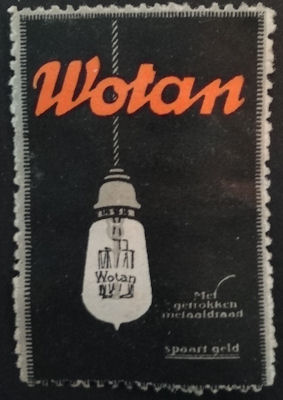 Wotan
Wotan
Met
getrokken
metaaldraad
spaart geld